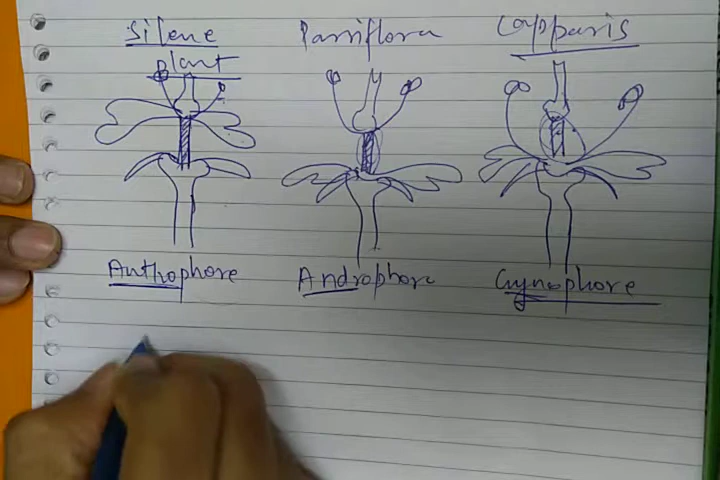 Silene Plant
Passiflora
Capparis
Anthophore
Androphore
Gynophore